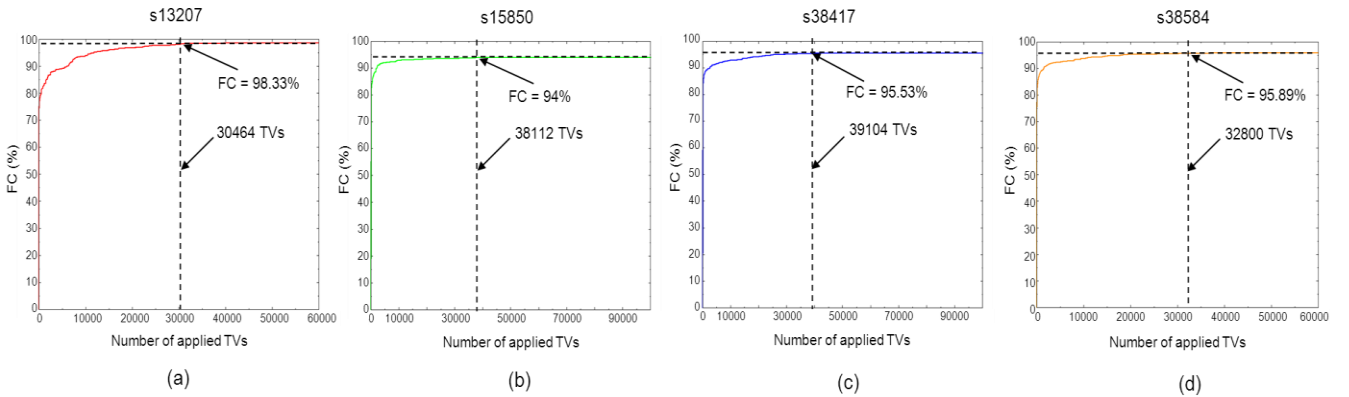 s13207
FC (%)
100
90
80
70
60
50
40
30
20
10
0
FC = 98.33%
30464 TVs
0 10000 20000 30000 40000 50000 60000
Number of applied TVs
(a)
s15850
FC (%)
100
90
80
70
60
50
40
30
20
10
0
FC = 94%
38112 TVs
0 10000 30000 50000 70000 90000
Number of applied TVs
(b)
s38417
FC (%)
100
90
80
70
60
50
40
30
20
10
0
FC = 95.53%
39104 TVs
0 10000 30000 50000 70000 90000
Number of applied TVs
(c)
s38584
FC (%)
100
90
80
70
60
50
40
30
20
10
0
FC = 95.89%
32800 TVs
0 10000 20000 30000 40000 50000 60000
Number of applied TVs
(d)